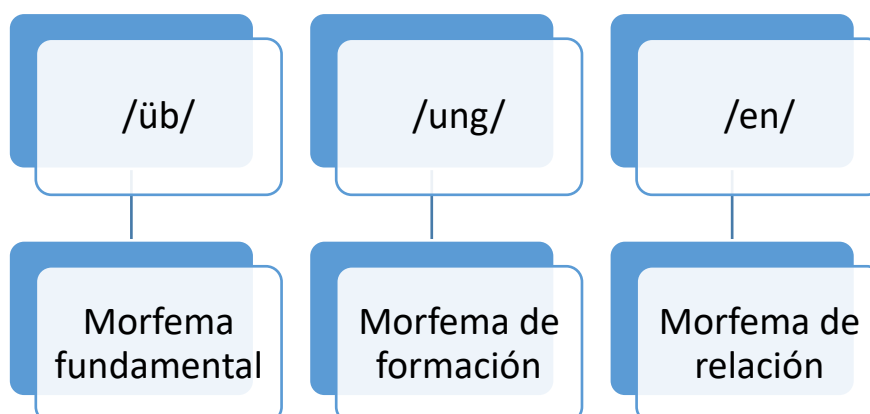 /üb/
/ung/
/en/
Morfema
fundamental
Morfema de
formación
Morfema de
relación